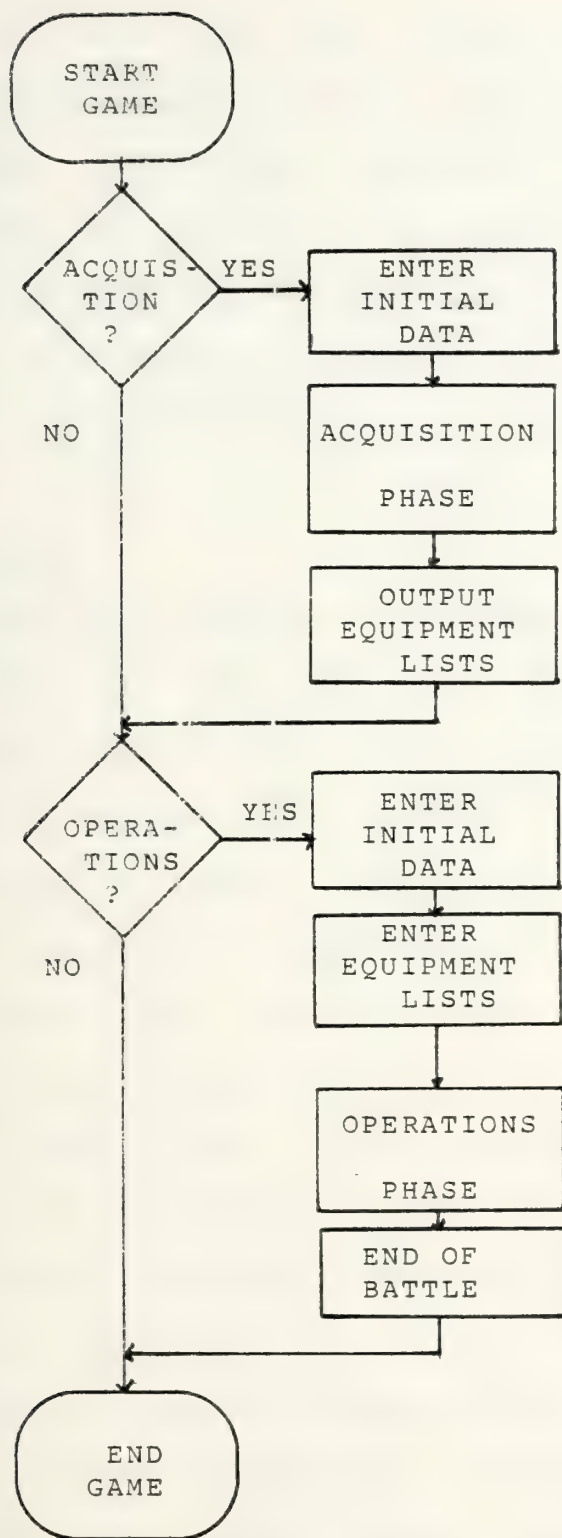 START
GAME
ACQUIS-
TION
?
YES
ENTER
INITIAL
DATA
NO
ACQUISITION
PHASE
OUTPUT
EQUIPMENT
LISTS
OPERA-
TIONS
?
YES
ENTER
INITIAL
DATA
NO
ENTER
EQUIPMENT
LISTS
OPERATIONS
PHASE
END OF
BATTLE
END
GAME